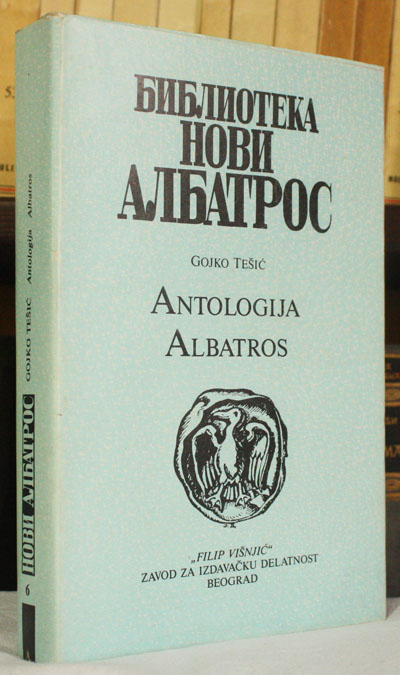 БИБЛИОТЕКА
НОВИ
АЛБАТРОС
GOJKO TEŠIĆ
ANTOLOGIJA
ALBATROS
„FILIP VIŠNJIĆ“
ZAVOD ZA IZDAVAČKU DELATNOST
BEOGRAD
GOJKO TEŠIĆ Antologija Albatros
НОВИ АЛБАТРОС
6